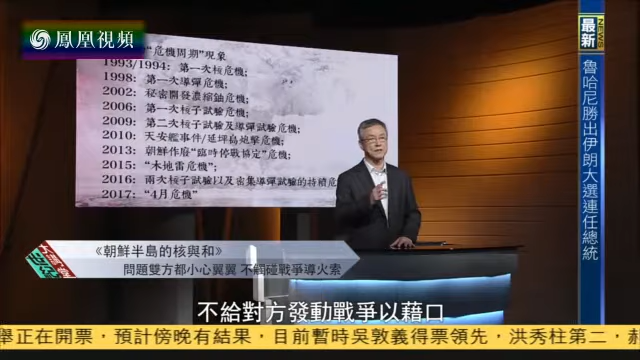 鳳凰視頻
“危機周期”現象
1993/1994: 第一次核危機;
1998: 第一次導彈危機;
2002: 秘密開發濃縮鈾危機;
2006: 第一次核子試驗危機;
2009: 第二次核子試驗及導彈試驗危機;
2010: 天安艦事件/延坪島炮擊危機;
2013: 朝鮮作廢“臨時停戰協定”危機;
2015: “木地雷危機”;
2016: 兩次核子試驗以及密集導彈試驗的持續危
2017: “4月危機”
最新
NEWS
魯哈尼勝出伊朗大選連任總統
《朝鮮半島的核與和》
問題雙方都小心翼翼 不觸碰戰爭導火索
不給對方發動戰爭以藉口
舉正在開票，預計傍晚有結果，目前暫時吳敦義得票領先，洪秀柱第二，